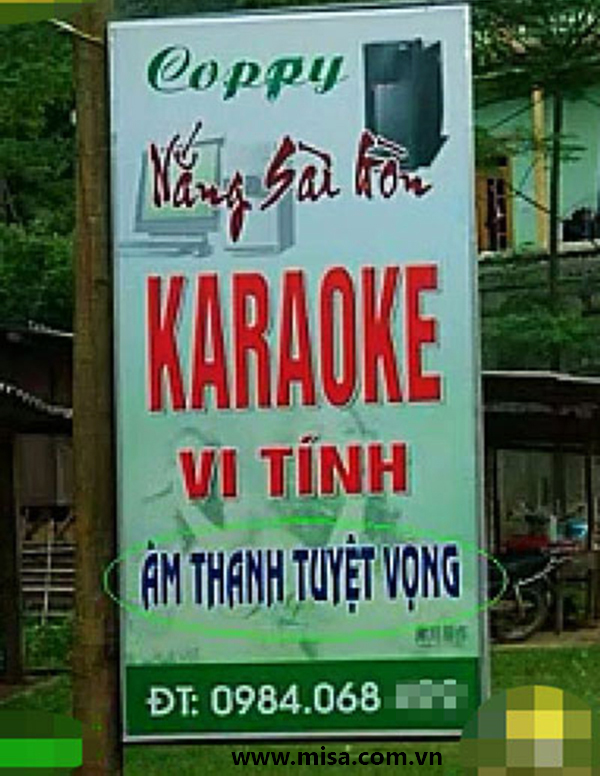 Coppy
Nắng Sài Gòn
KARAOKE
VI TÍNH
ÂM THANH TUYỆT VỌNG
ĐT: 0984.068
www.misa.com.vn